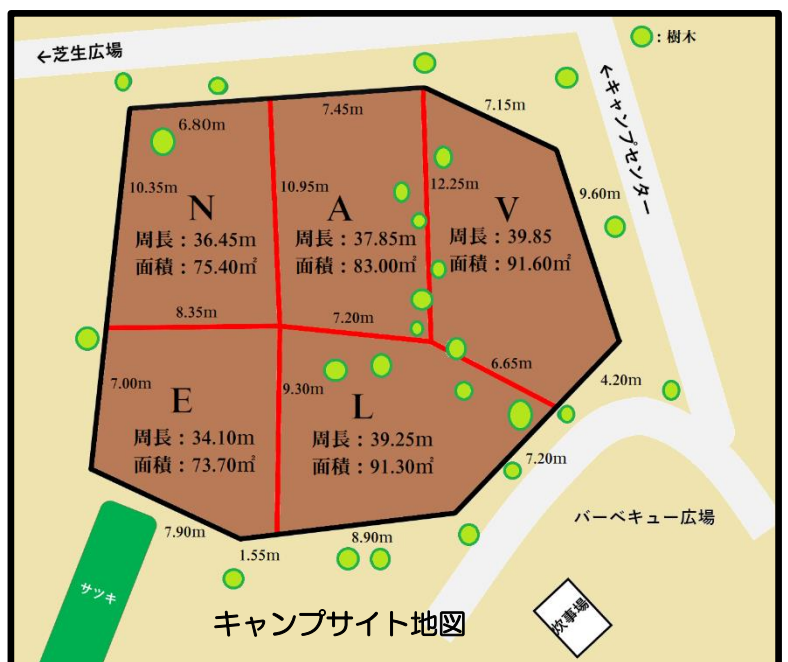 ←芝生広場
：樹木
←キャンプセンター
6.80m
7.45m
7.15m
10.35m
10.95m
12.25m
9.60m
N
周長：36.45m
面積：75.40㎡
A
周長：37.85m
面積：83.00㎡
V
周長：39.85
面積：91.60㎡
8.35m
7.20m
6.65m
4.20m
7.00m
9.30m
E
周長：34.10m
面積：73.70㎡
L
周長：39.25m
面積：91.30㎡
7.20m
7.90m
1.55m
8.90m
バーベキュー広場
サツキ
炊事場
キャンプサイト地図